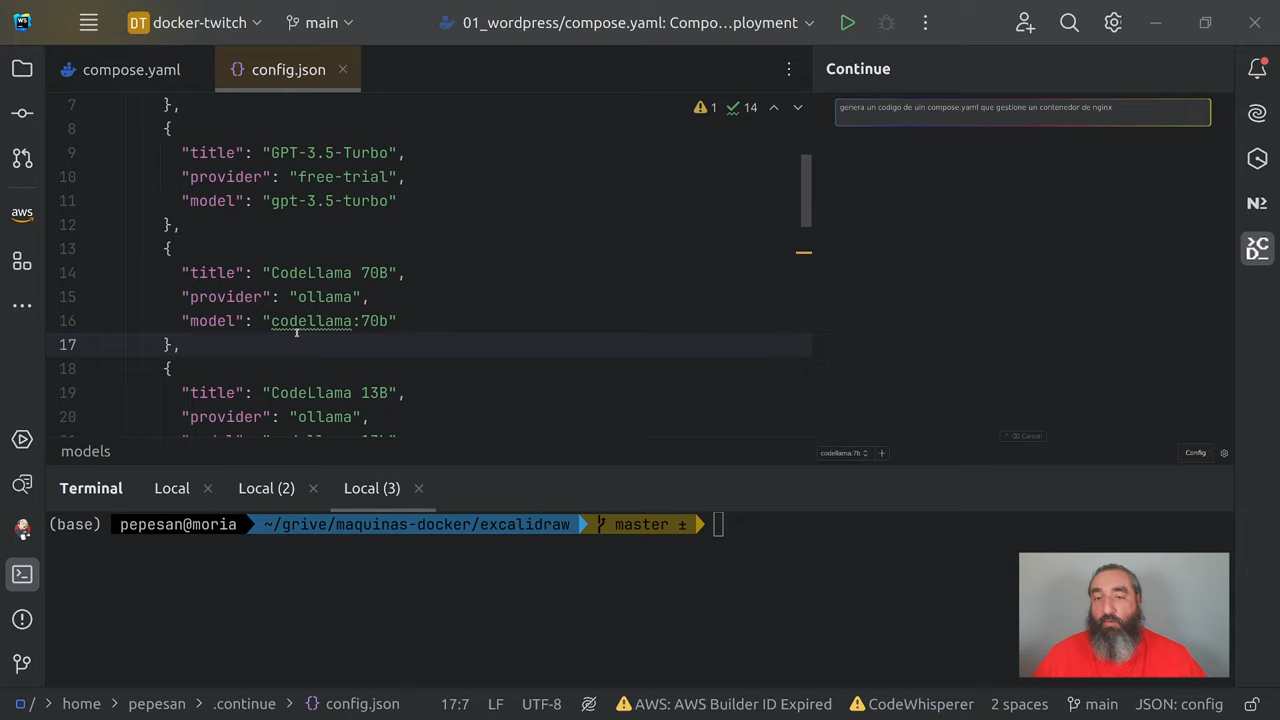 WS
DT docker-twitch
main
01_wordpress/compose.yaml: Compo…ployment
compose.yaml
{} config.json
Continue
1
14
genera un codigo de uin compose.yaml que gestione un contenedor de nginx
7 },
8 {
9 "title": "GPT-3.5-Turbo",
10 "provider": "free-trial",
11 "model": "gpt-3.5-turbo"
12 },
13 {
14 "title": "CodeLlama 70B",
15 "provider": "ollama",
16 "model": "codellama:70b"
17 },
18 {
19 "title": "CodeLlama 13B",
20 "provider": "ollama",
aws
models
Cancel
codellama:7b
+
Config
Terminal
Local
Local (2)
Local (3)
(base) pepesan@moria ~/grive/maquinas-docker/excalidraw master ±
/ home pepesan .continue {} config.json
17:7
LF
UTF-8
AWS: AWS Builder ID Expired
CodeWhisperer
2 spaces
main
JSON: config